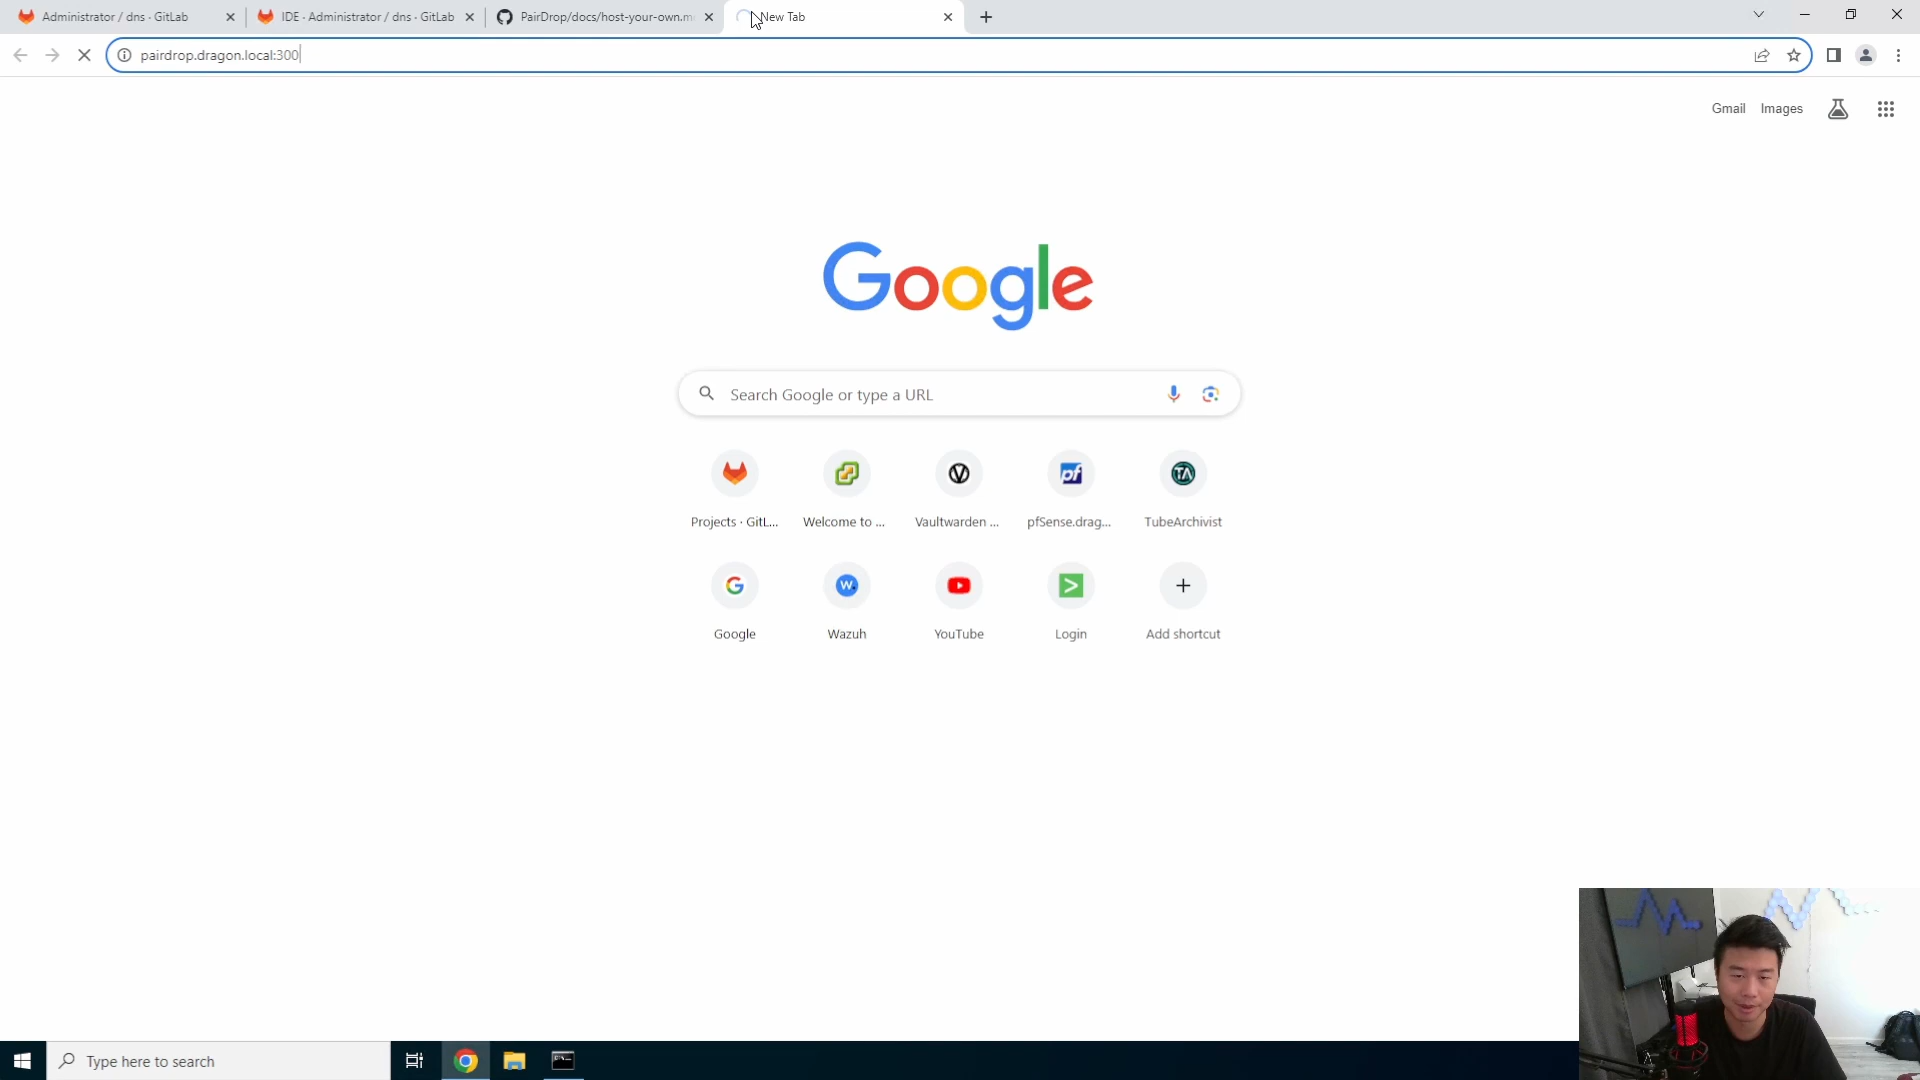 Administrator / dns · GitLab
IDE · Administrator / dns · GitLab
PairDrop/docs/host-your-own.m
New Tab
pairdrop.dragon.local:300
Gmail
Images
Google
Search Google or type a URL
Projects · GitL...
Welcome to ...
Vaultwarden ...
pfSense.drag...
TubeArchivist
Google
Wazuh
YouTube
Login
Add shortcut
Type here to search